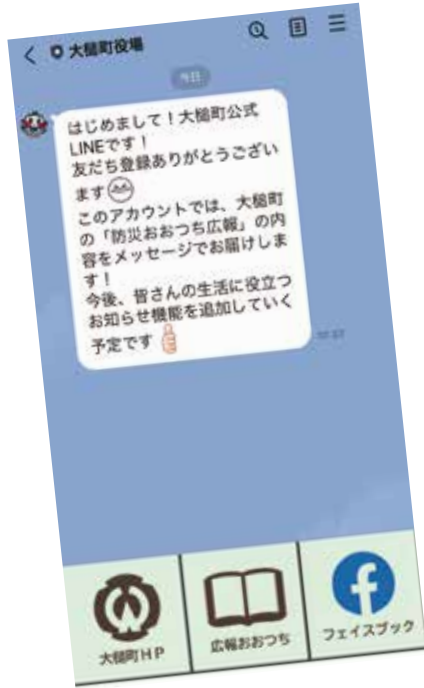 大槌町役場
今日
はじめまして！大槌町公式
LINEです！
友だち登録ありがとうござい
ます
このアカウントでは、大槌町
の「防災おおつち広報」の内
容をメッセージでお届けしま
す！
今後、皆さんの生活に役立つ
お知らせ機能を追加していく
予定です
大槌町HP
広報おおつち
フェイスブック